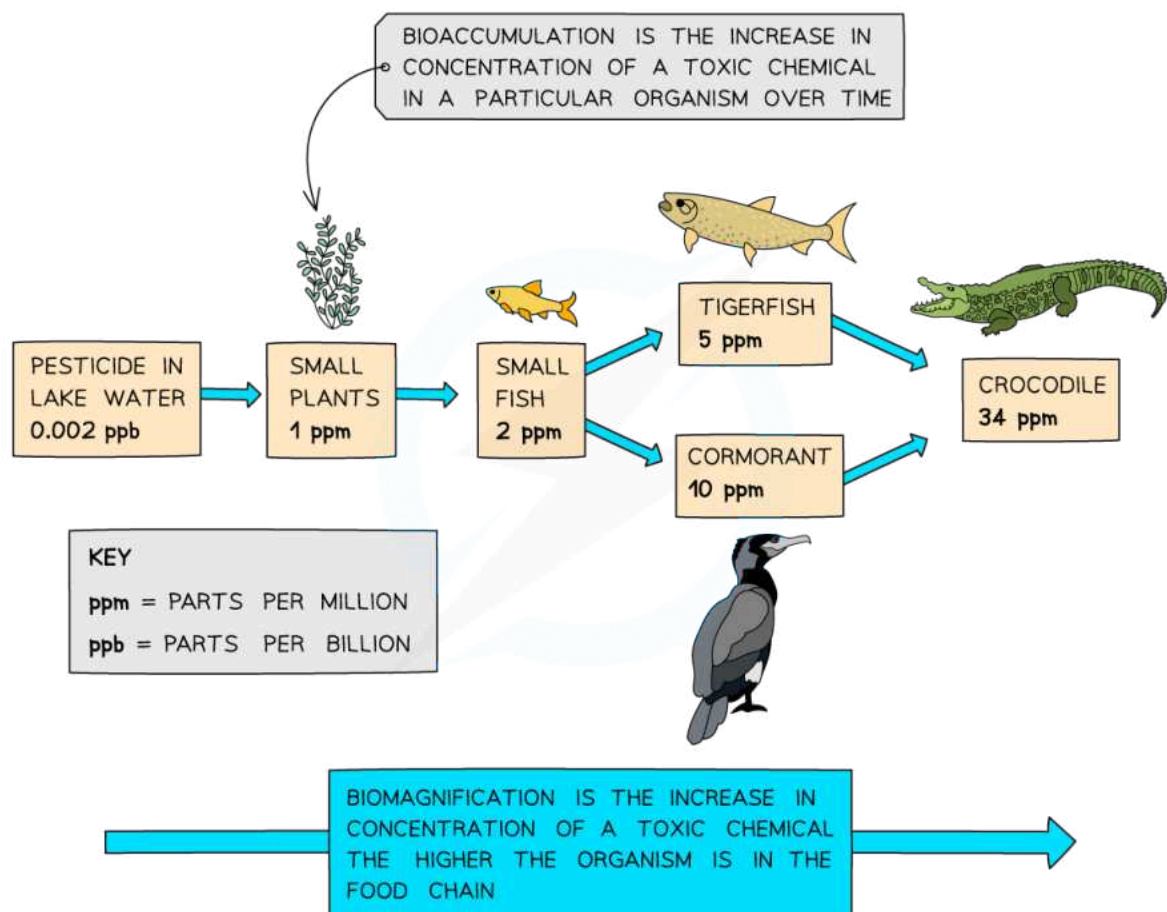 BIOACCUMULATION IS THE INCREASE IN
CONCENTRATION OF A TOXIC CHEMICAL
IN A PARTICULAR ORGANISM OVER TIME
PESTICIDE IN
LAKE WATER
0.002 ppb
SMALL
PLANTS
1 ppm
SMALL
FISH
2 ppm
TIGERFISH
5 ppm
CORMORANT
10 ppm
CROCODILE
34 ppm
KEY
ppm = PARTS PER MILLION
ppb = PARTS PER BILLION
BIOMAGNIFICATION IS THE INCREASE IN
CONCENTRATION OF A TOXIC CHEMICAL
THE HIGHER THE ORGANISM IS IN THE
FOOD CHAIN